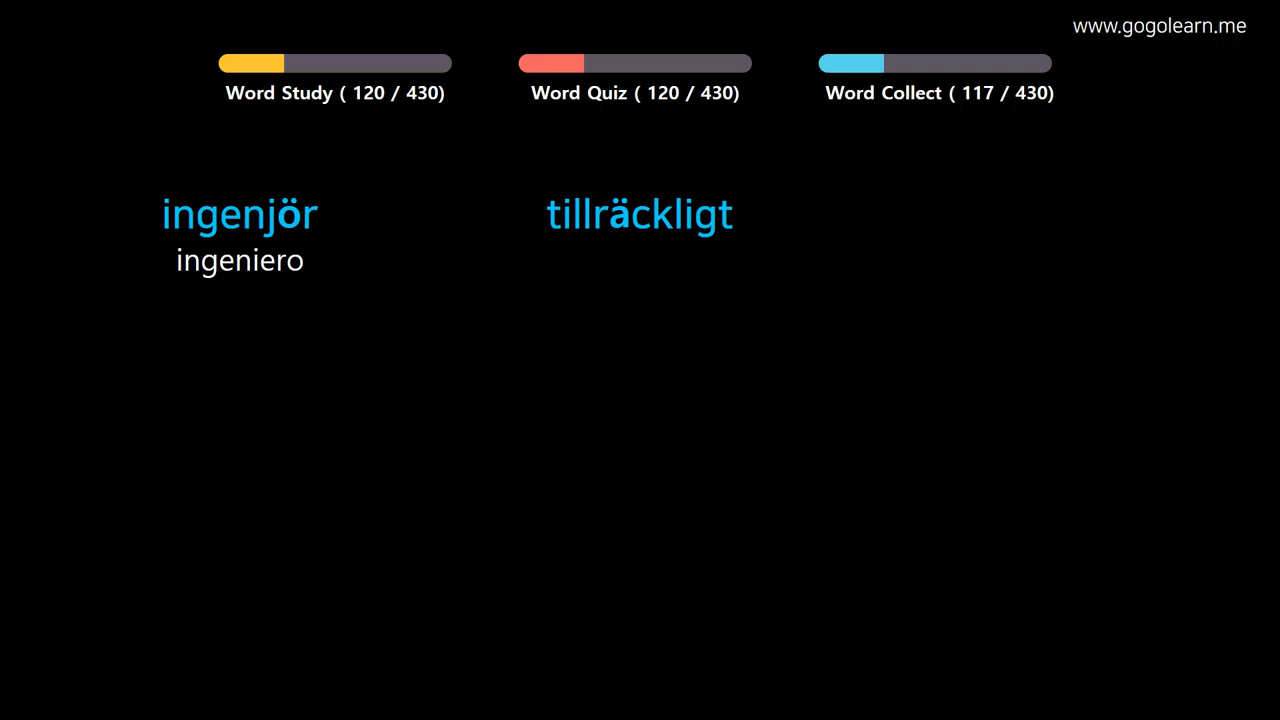 www.gogolearn.me
Word Study ( 120 / 430)
Word Quiz ( 120 / 430)
Word Collect ( 117 / 430)
ingenjör
ingeniero
tillräckligt